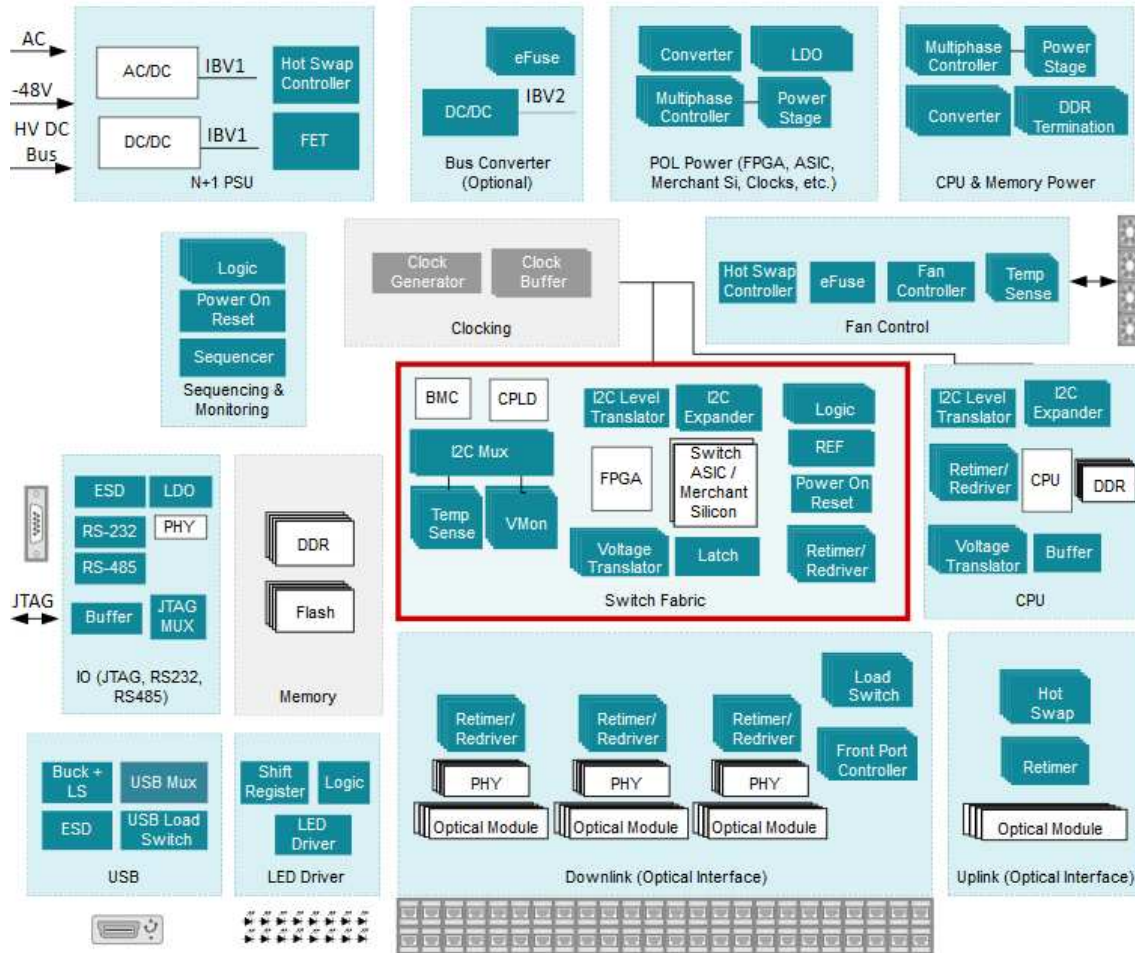 AC
-48V
HV DC
Bus
AC/DC
IBV1
DC/DC
IBV1
Hot Swap
Controller
FET
N+1 PSU
eFuse
DC/DC
IBV2
Bus Converter
(Optional)
Converter
LDO
Multiphase
Controller
Power
Stage
POL Power (FPGA, ASIC,
Merchant Si, Clocks, etc.)
Multiphase
Controller
Power
Stage
Converter
DDR
Termination
CPU & Memory Power
Logic
Power On
Reset
Sequencer
Sequencing &
Monitoring
Clock
Generator
Clock
Buffer
Clocking
Hot Swap
Controller
eFuse
Fan
Controller
Temp
Sense
Fan Control
BMC
CPLD
I2C Level
Translator
I2C
Expander
Logic
I2C Mux
REF
FPGA
Switch
ASIC /
Merchant
Silicon
Power On
Reset
Temp
Sense
VMon
Voltage
Translator
Latch
Retimer/
Redriver
Switch Fabric
I2C Level
Translator
I2C
Expander
Retimer/
Redriver
CPU
DDR
Voltage
Translator
Buffer
CPU
JTAG
ESD
LDO
RS-232
PHY
RS-485
Buffer
JTAG
MUX
IO (JTAG, RS232,
RS485)
DDR
Flash
Memory
Load
Switch
Retimer/
Redriver
Retimer/
Redriver
Retimer/
Redriver
Front Port
Controller
PHY
PHY
PHY
Optical Module
Optical Module
Optical Module
Downlink (Optical Interface)
Hot
Swap
Retimer
Optical Module
Uplink (Optical Interface)
Buck +
LS
USB Mux
ESD
USB Load
Switch
USB
Shift
Register
Logic
LED
Driver
LED Driver